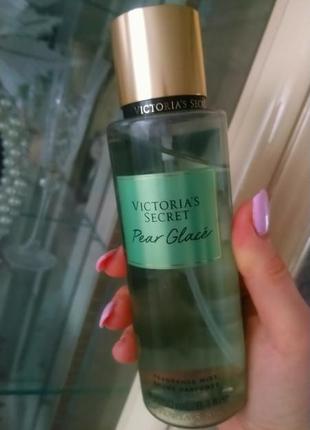 VICTORIA'S SECRET
VICTORIA'S
SECRET
Pear Glacé
FRAGRANCE MIST